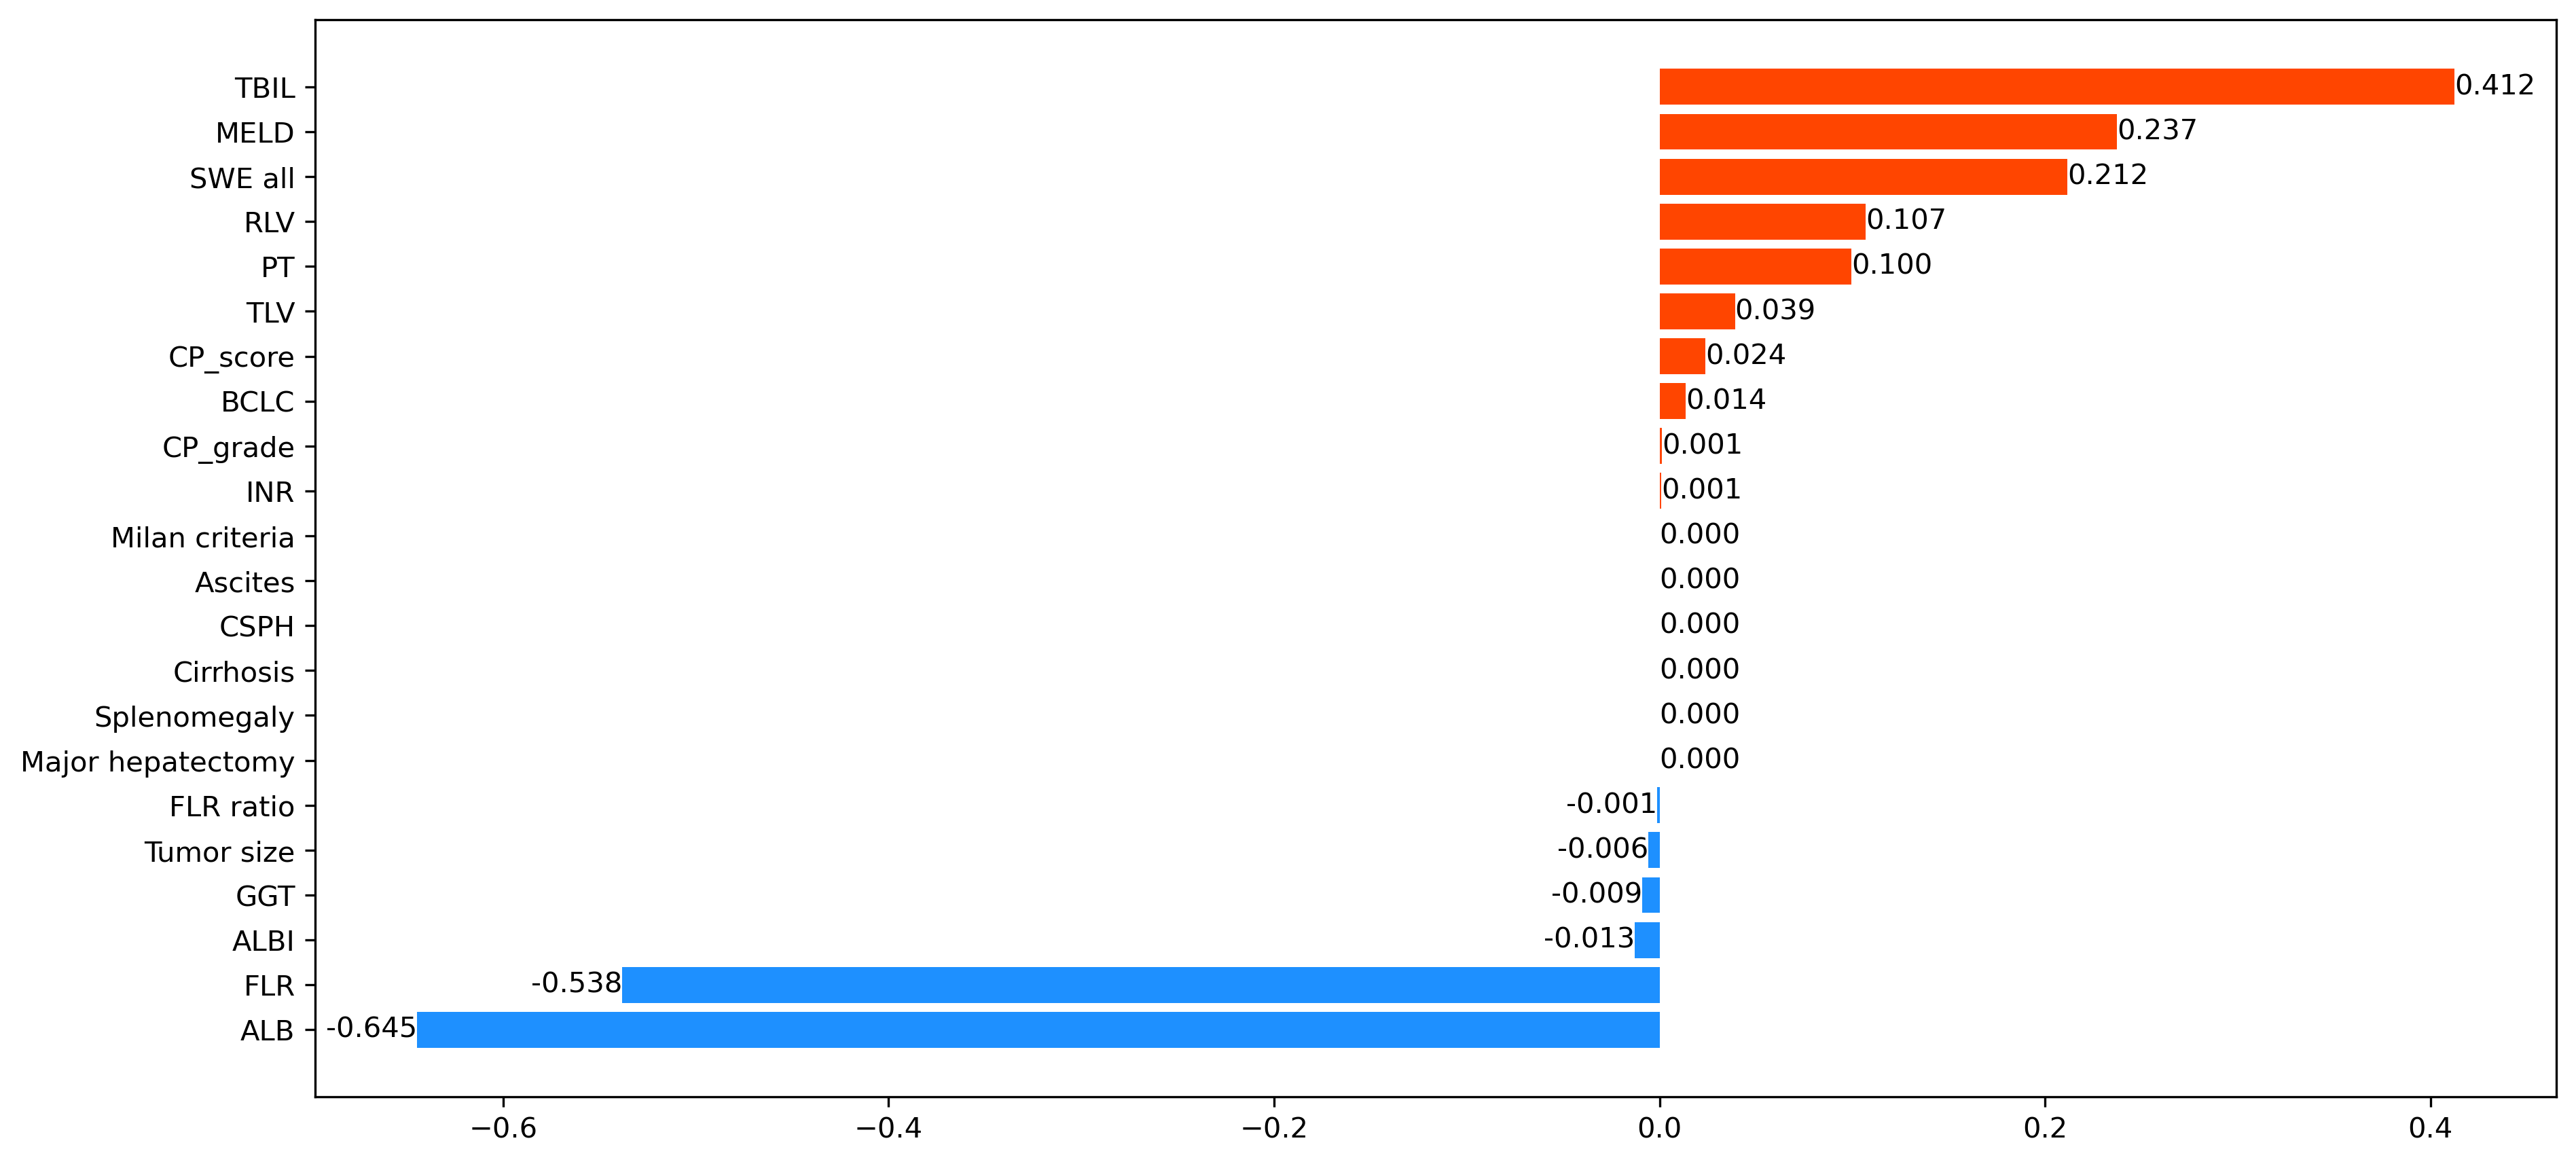 TBIL 0.412
MELD 0.237
SWE all 0.212
RLV 0.107
PT 0.100
TLV 0.039
CP_score 0.024
BCLC 0.014
CP_grade 0.001
INR 0.001
Milan criteria 0.000
Ascites 0.000
CSPH 0.000
Cirrhosis 0.000
Splenomegaly 0.000
Major hepatectomy 0.000
FLR ratio -0.001
Tumor size -0.006
GGT -0.009
ALBI -0.013
FLR -0.538
ALB -0.645
−0.6 −0.4 −0.2 0.0 0.2 0.4